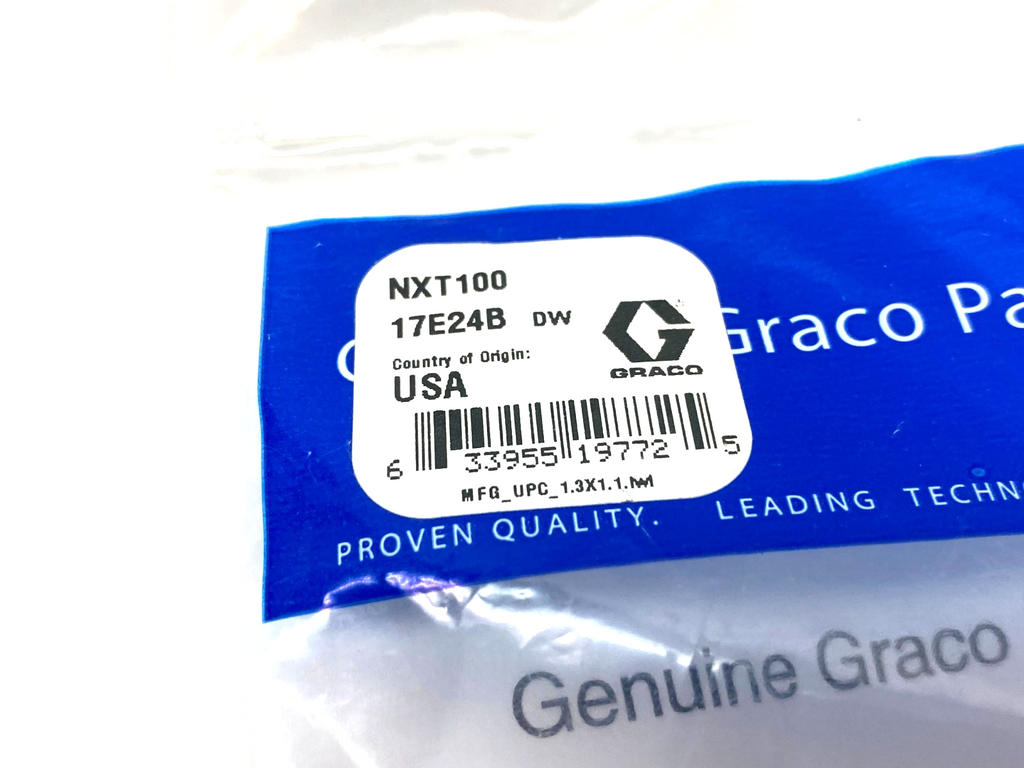 NXT100
17E24B DW
GRACO
Country of Origin:
USA
6 33955 19772 5
MFG_UPC_1.3X1.1.lwl
Graco Pa
PROVEN QUALITY. LEADING TECHN
Genuine Graco